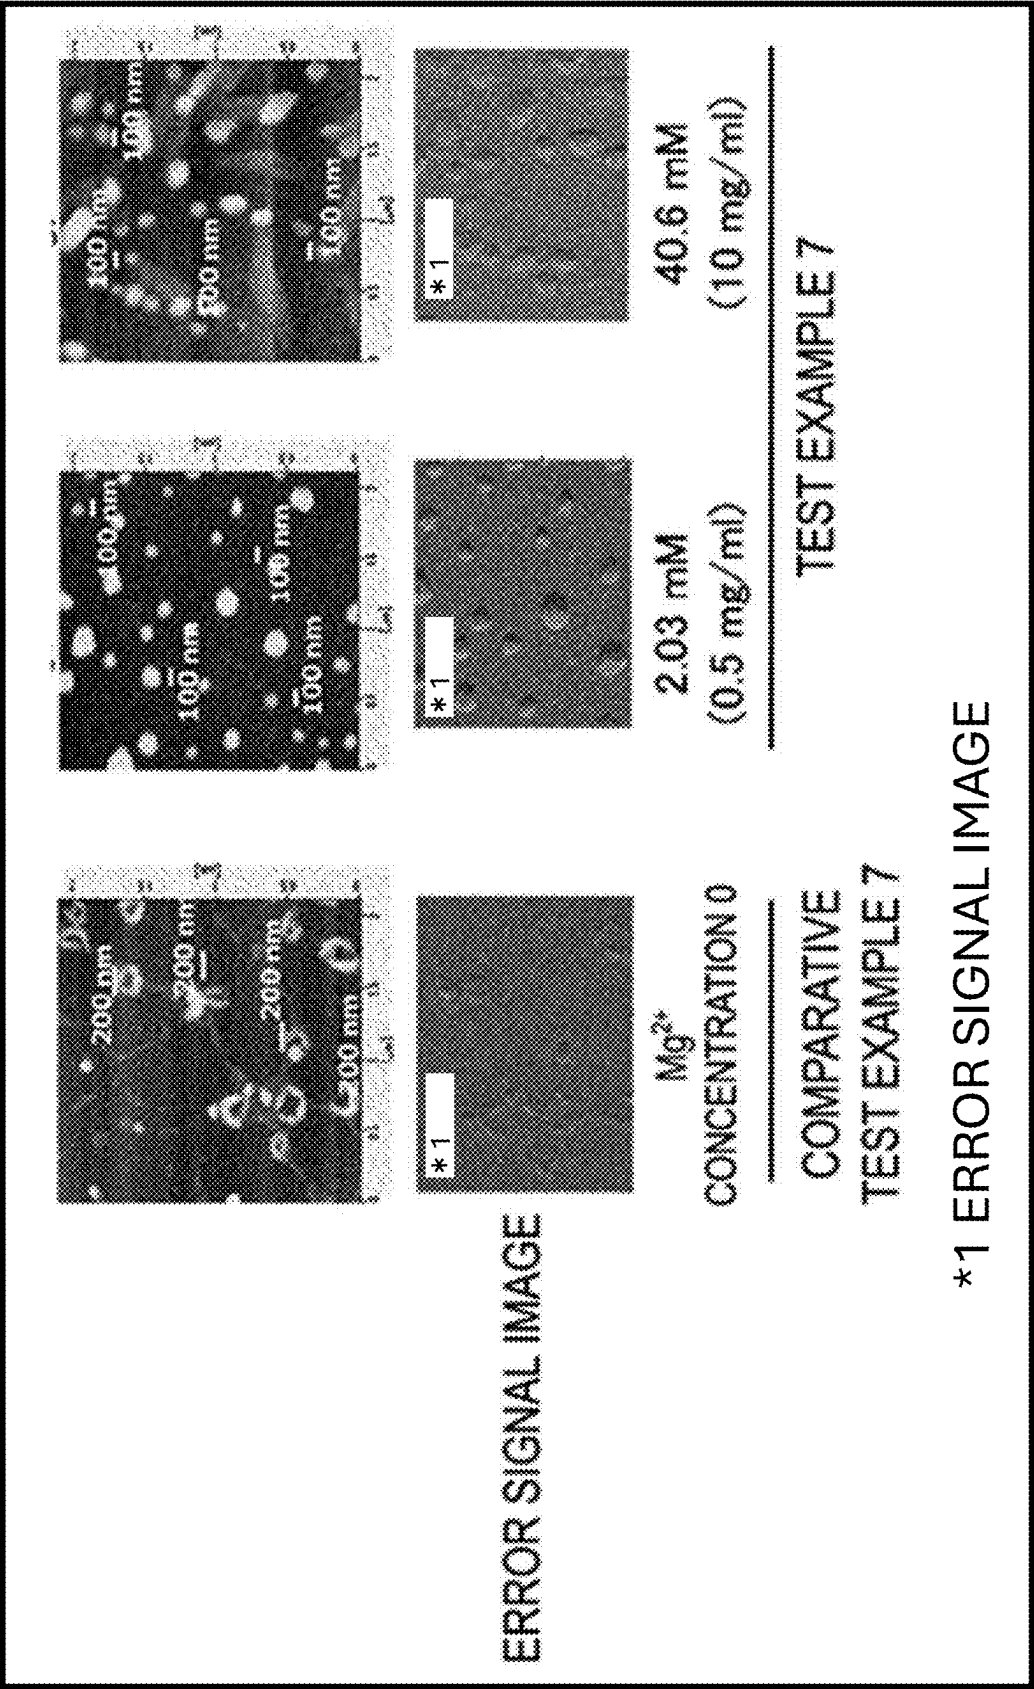 200 nm
200 nm
200 nm
200 nm
100 nm
100 nm
100 nm
100 nm
100 nm
100 nm
100 nm
100 nm
ERROR SIGNAL IMAGE
*1
*1
*1
Mg²⁺
CONCENTRATION 0
2.03 mM
(0.5 mg/ml)
40.6 mM
(10 mg/ml)
COMPARATIVE
TEST EXAMPLE 7
TEST EXAMPLE 7
*1 ERROR SIGNAL IMAGE